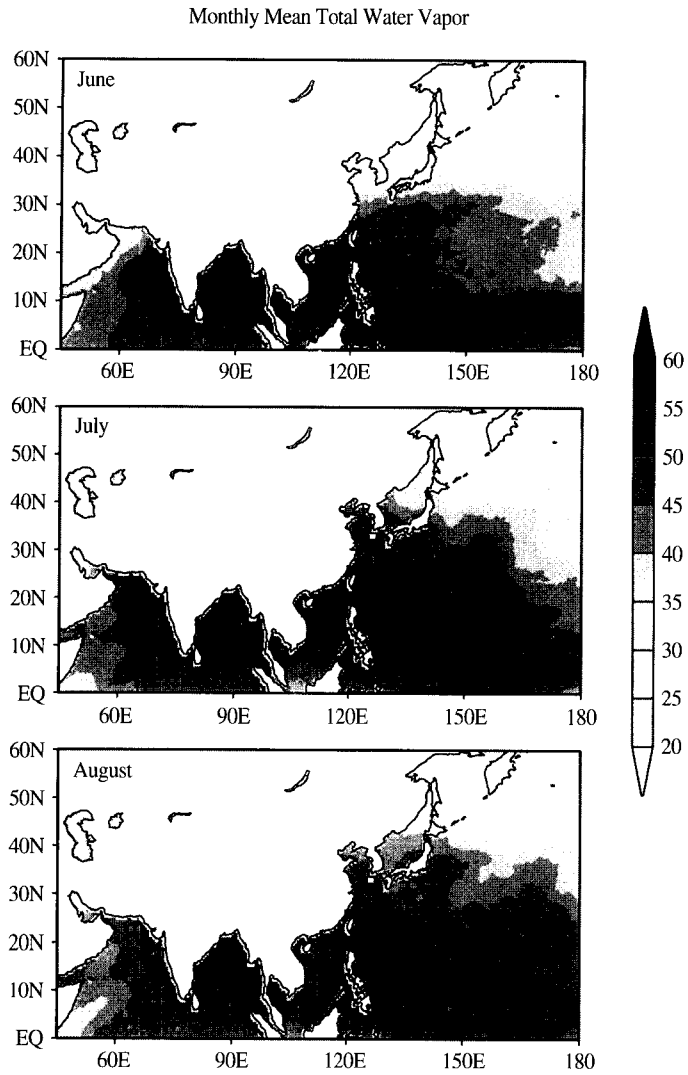 Monthly Mean Total Water Vapor
60N
June
50N
40N
30N
20N
10N
EQ
60E 90E 120E 150E 180
60N
July
50N
40N
30N
20N
10N
EQ
60E 90E 120E 150E 180
60N
August
50N
40N
30N
20N
10N
EQ
60E 90E 120E 150E 180
60
55
50
45
40
35
30
25
20